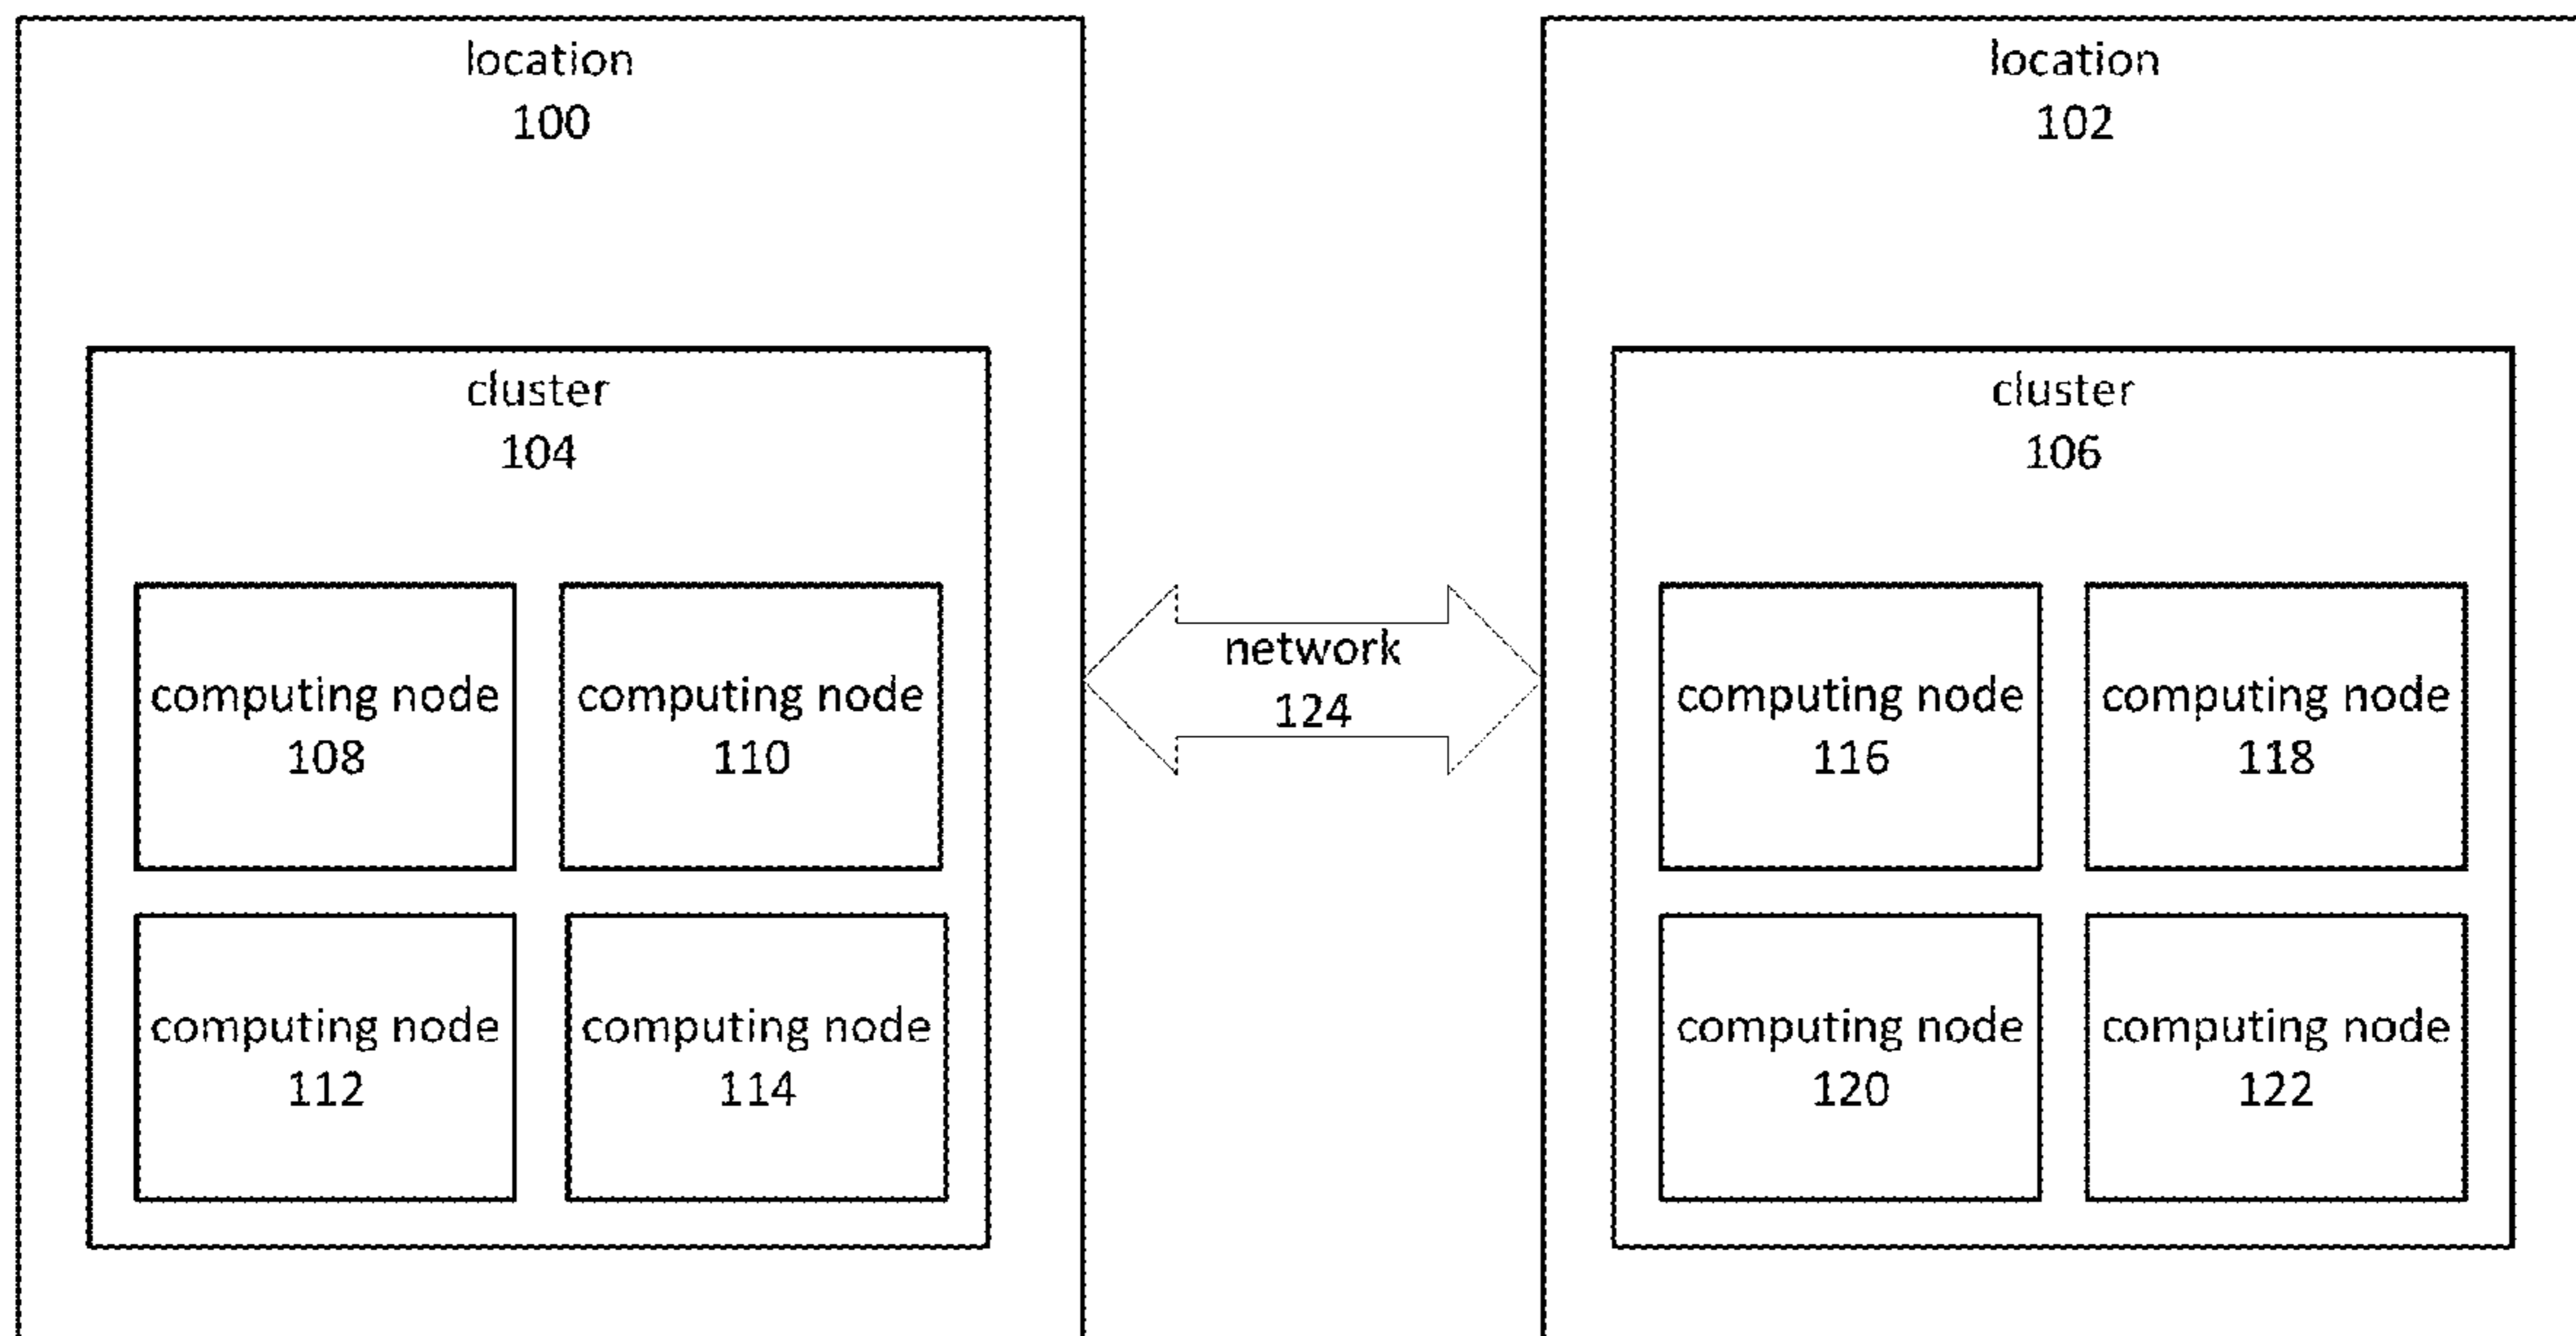 location
100
cluster
104
computing node
108
computing node
110
computing node
112
computing node
114
network
124
location
102
cluster
106
computing node
116
computing node
118
computing node
120
computing node
122